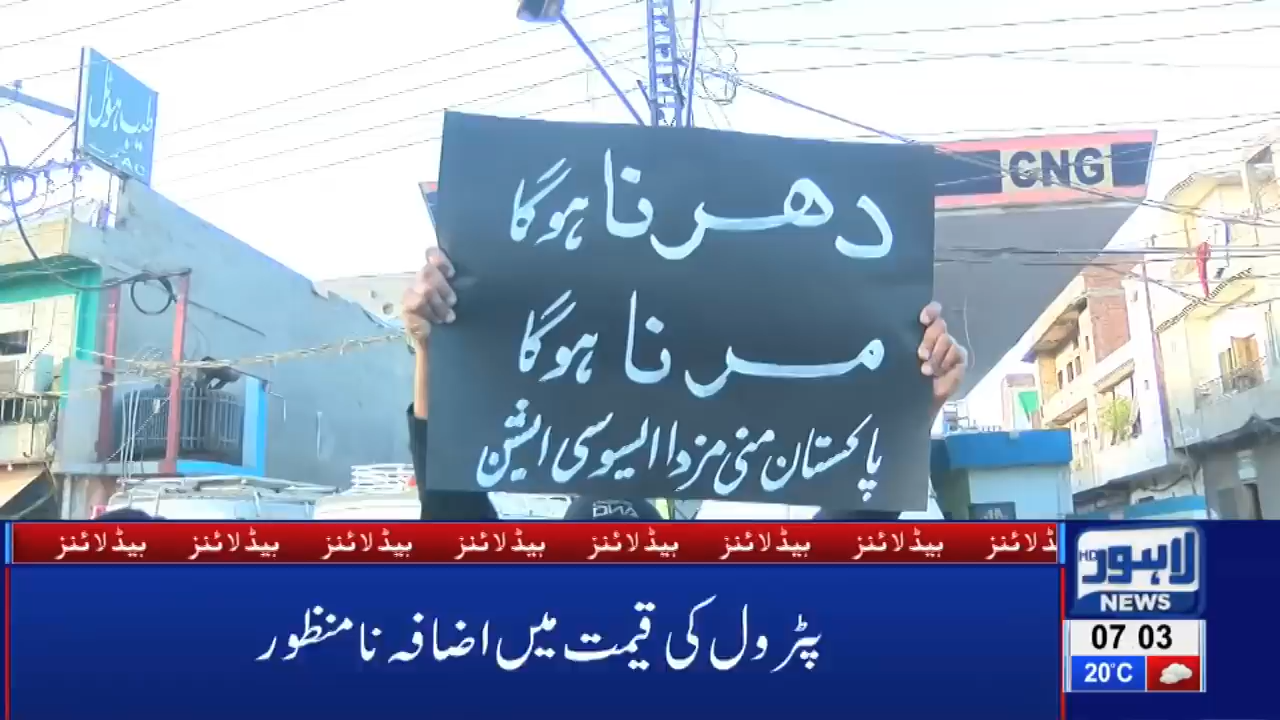 طیب ہوٹل
CNG
دھرنا ہوگا
مرنا ہوگا
پاکستان منی مزدا ایسوسی ایشن
ہیڈلائنز ہیڈلائنز ہیڈلائنز ہیڈلائنز ہیڈلائنز ہیڈلائنز ہیڈلائنز ہیڈلائنز
پٹرول کی قیمت میں اضافہ نامنظور
لاہور HD
NEWS
07 03
20°C